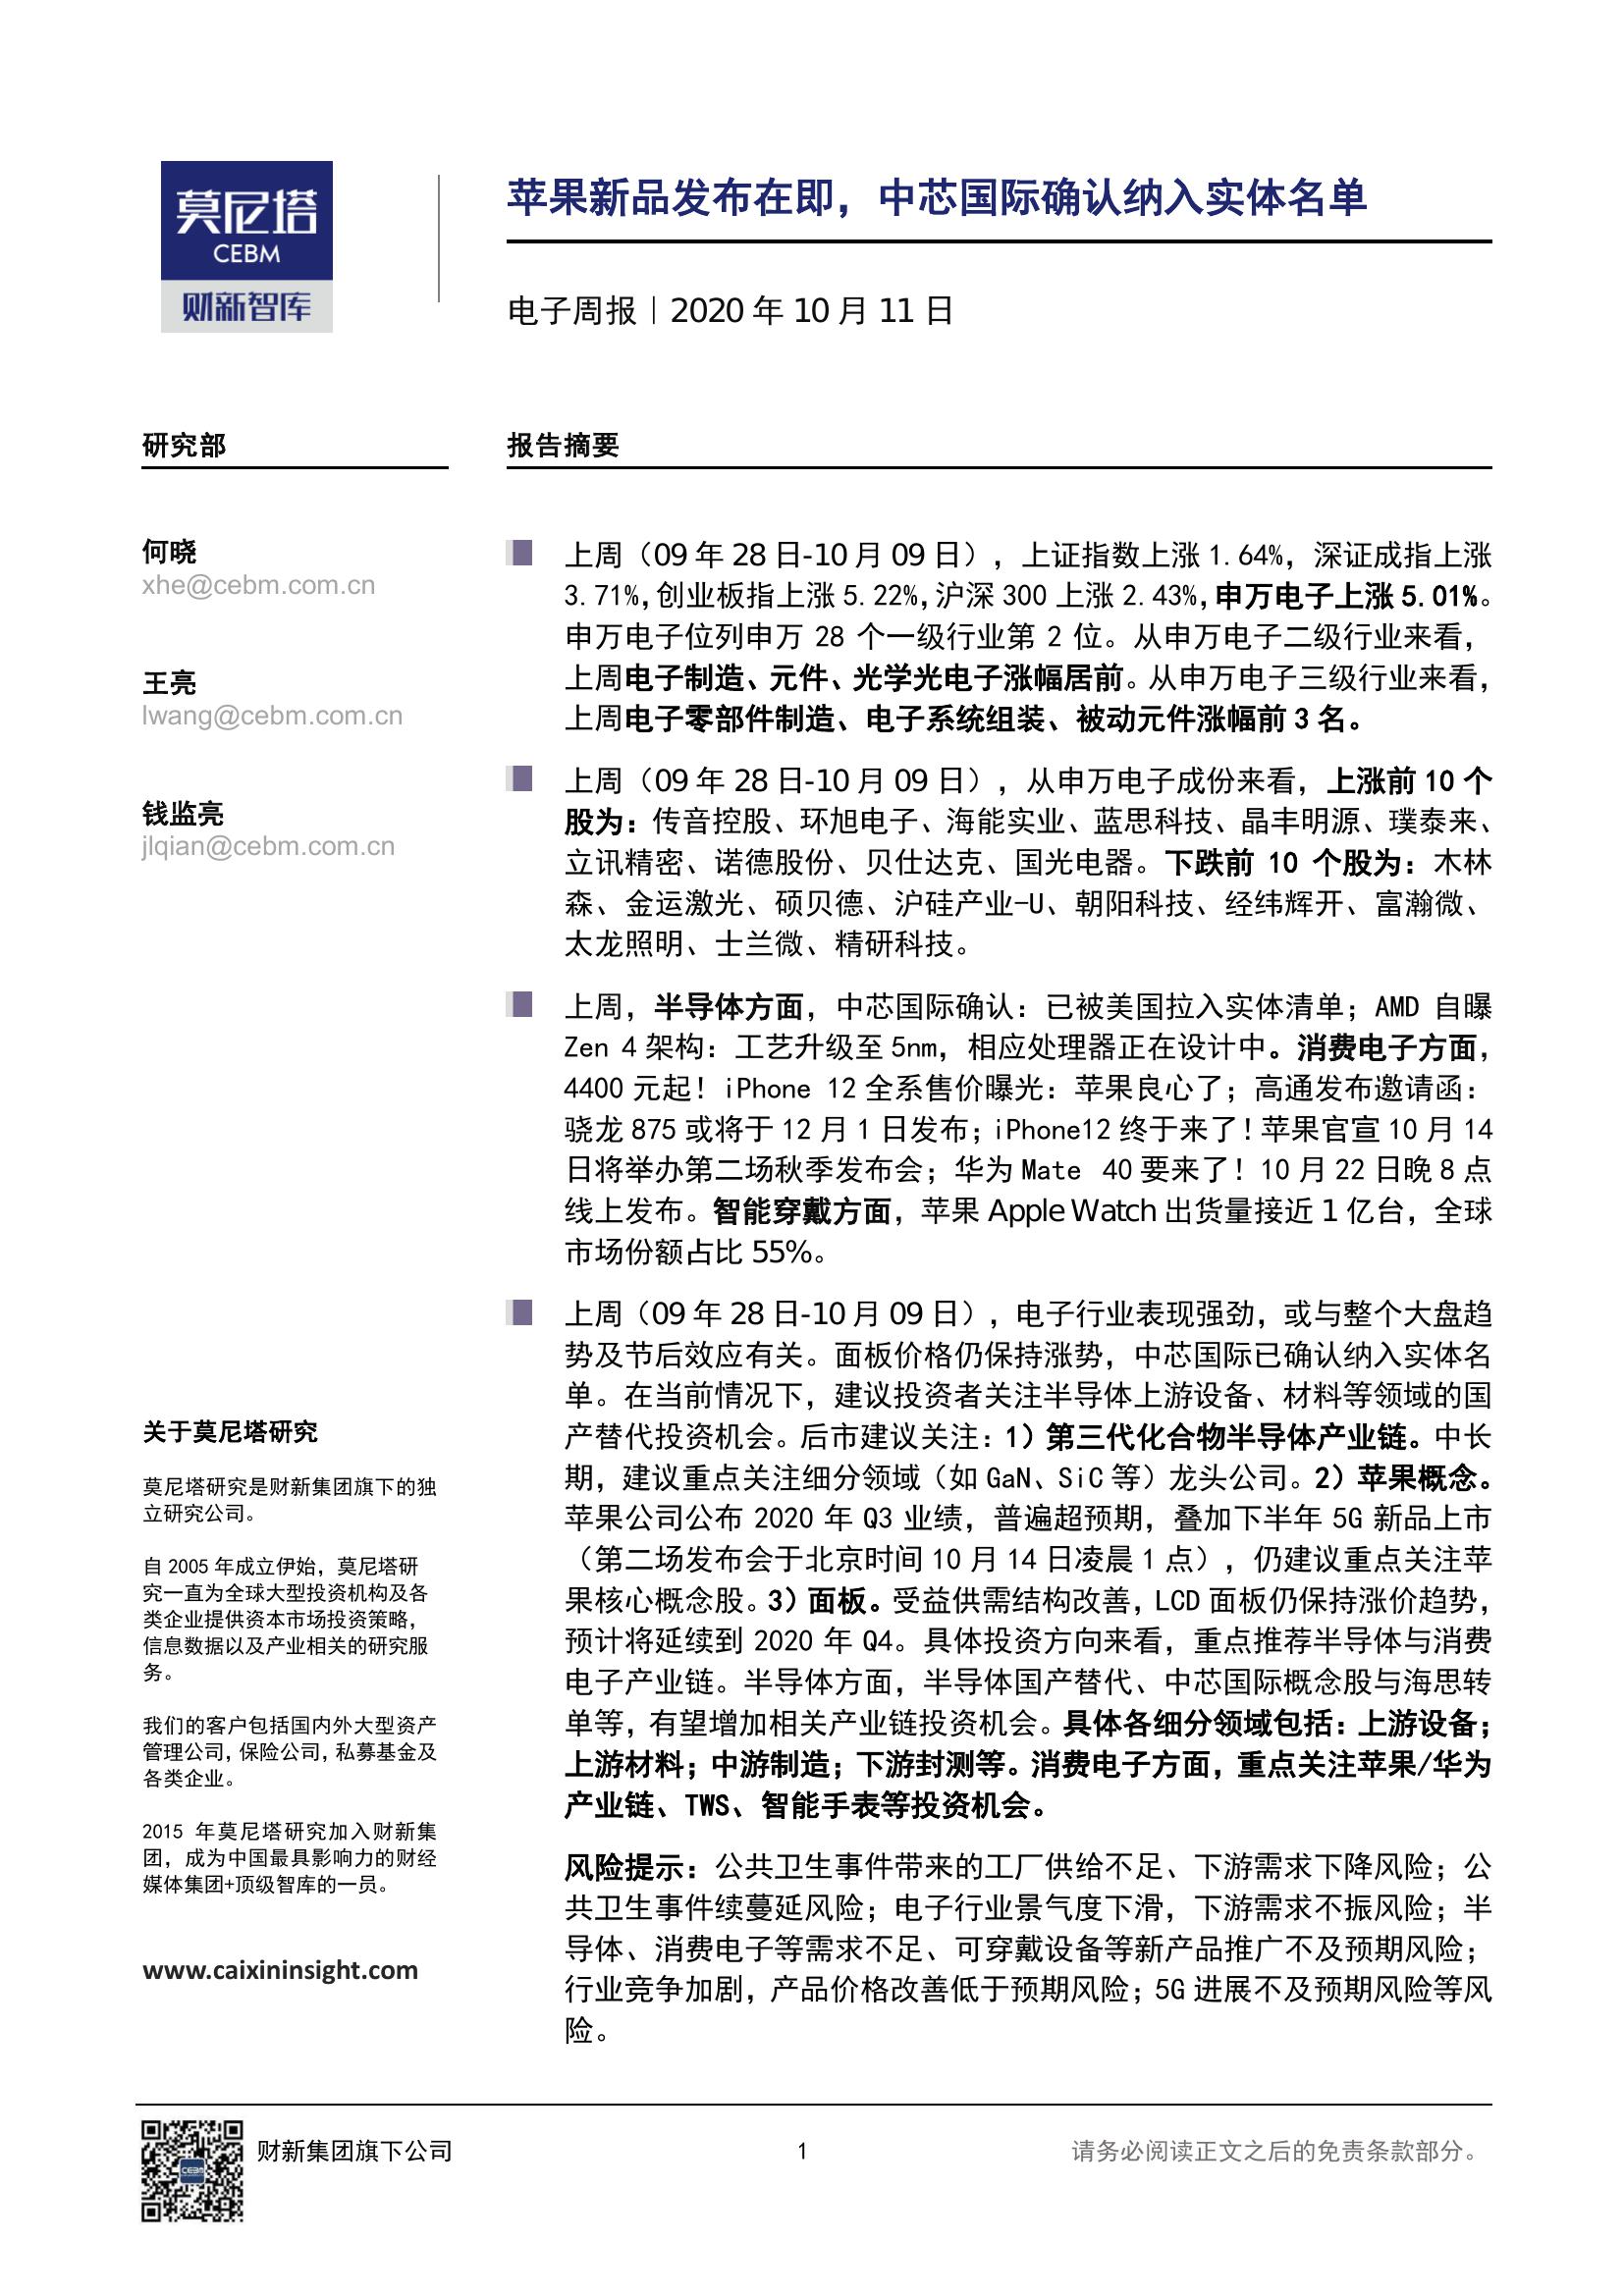 莫尼塔
CEBM
财新智库
苹果新品发布在即，中芯国际确认纳入实体名单
电子周报｜2020 年 10 月 11 日
研究部
何晓
xhe@cebm.com.cn
王亮
lwang@cebm.com.cn
钱监亮
jlqian@cebm.com.cn
关于莫尼塔研究
莫尼塔研究是财新集团旗下的独
立研究公司。
自 2005 年成立伊始，莫尼塔研
究一直为全球大型投资机构及各
类企业提供资本市场投资策略，
信息数据以及产业相关的研究服
务。
我们的客户包括国内外大型资产
管理公司，保险公司，私募基金及
各类企业。
2015 年莫尼塔研究加入财新集
团，成为中国最具影响力的财经
媒体集团+顶级智库的一员。
www.caixininsight.com
报告摘要
上周（09 年 28 日-10 月 09 日），上证指数上涨 1.64%，深证成指上涨
3.71%，创业板指上涨 5.22%，沪深 300 上涨 2.43%，申万电子上涨 5.01%。
申万电子位列申万 28 个一级行业第 2 位。从申万电子二级行业来看，
上周电子制造、元件、光学光电子涨幅居前。从申万电子三级行业来看，
上周电子零部件制造、电子系统组装、被动元件涨幅前 3 名。
上周（09 年 28 日-10 月 09 日），从申万电子成份来看，上涨前 10 个
股为：传音控股、环旭电子、海能实业、蓝思科技、晶丰明源、璞泰来、
立讯精密、诺德股份、贝仕达克、国光电器。下跌前 10 个股为：木林
森、金运激光、硕贝德、沪硅产业-U、朝阳科技、经纬辉开、富瀚微、
太龙照明、士兰微、精研科技。
上周，半导体方面，中芯国际确认：已被美国拉入实体清单；AMD 自曝
Zen 4 架构：工艺升级至 5nm，相应处理器正在设计中。消费电子方面，
4400 元起！iPhone 12 全系售价曝光：苹果良心了；高通发布邀请函：
骁龙 875 或将于 12 月 1 日发布；iPhone12 终于来了！苹果官宣 10 月 14
日将举办第二场秋季发布会；华为 Mate 40 要来了！10 月 22 日晚 8 点
线上发布。智能穿戴方面，苹果 Apple Watch 出货量接近 1 亿台，全球
市场份额占比 55%。
上周（09 年 28 日-10 月 09 日），电子行业表现强劲，或与整个大盘趋
势及节后效应有关。面板价格仍保持涨势，中芯国际已确认纳入实体名
单。在当前情况下，建议投资者关注半导体上游设备、材料等领域的国
产替代投资机会。后市建议关注：1）第三代化合物半导体产业链。中长
期，建议重点关注细分领域（如 GaN、SiC 等）龙头公司。2）苹果概念。
苹果公司公布 2020 年 Q3 业绩，普遍超预期，叠加下半年 5G 新品上市
（第二场发布会于北京时间 10 月 14 日凌晨 1 点），仍建议重点关注苹
果核心概念股。3）面板。受益供需结构改善，LCD 面板仍保持涨价趋势，
预计将延续到 2020 年 Q4。具体投资方向来看，重点推荐半导体与消费
电子产业链。半导体方面，半导体国产替代、中芯国际概念股与海思转
单等，有望增加相关产业链投资机会。具体各细分领域包括：上游设备；
上游材料；中游制造；下游封测等。消费电子方面，重点关注苹果/华为
产业链、TWS、智能手表等投资机会。
风险提示：公共卫生事件带来的工厂供给不足、下游需求下降风险；公
共卫生事件续蔓延风险；电子行业景气度下滑，下游需求不振风险；半
导体、消费电子等需求不足、可穿戴设备等新产品推广不及预期风险；
行业竞争加剧，产品价格改善低于预期风险；5G 进展不及预期风险等风
险。
CEBM
财新集团旗下公司
1
请务必阅读正文之后的免责条款部分。